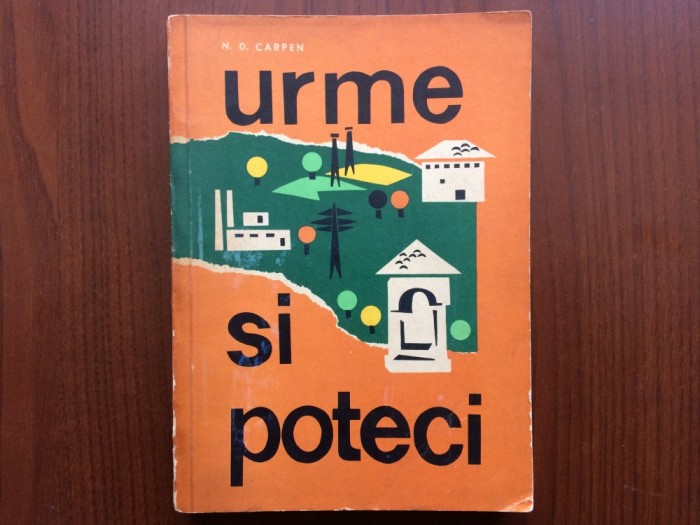 N. D. CARPEN
urme
si
poteci